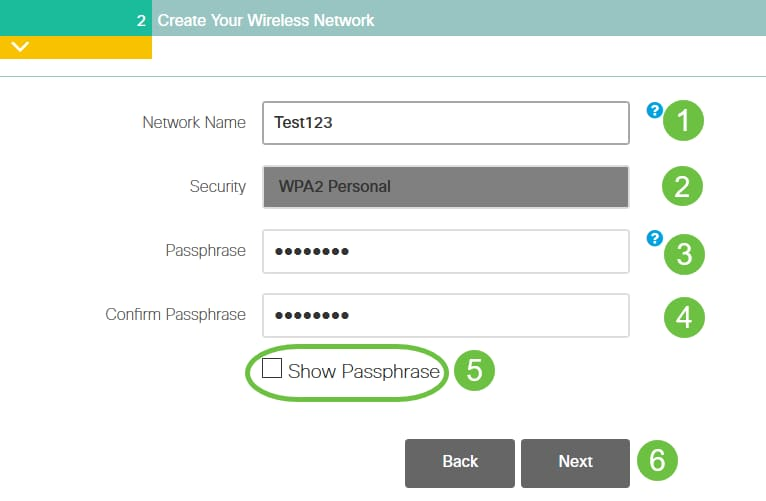 2 Create Your Wireless Network
Network Name Test123 ? 1
Security WPA2 Personal 2
Passphrase •••••••• ? 3
Confirm Passphrase •••••••• 4
Show Passphrase 5
Back Next 6